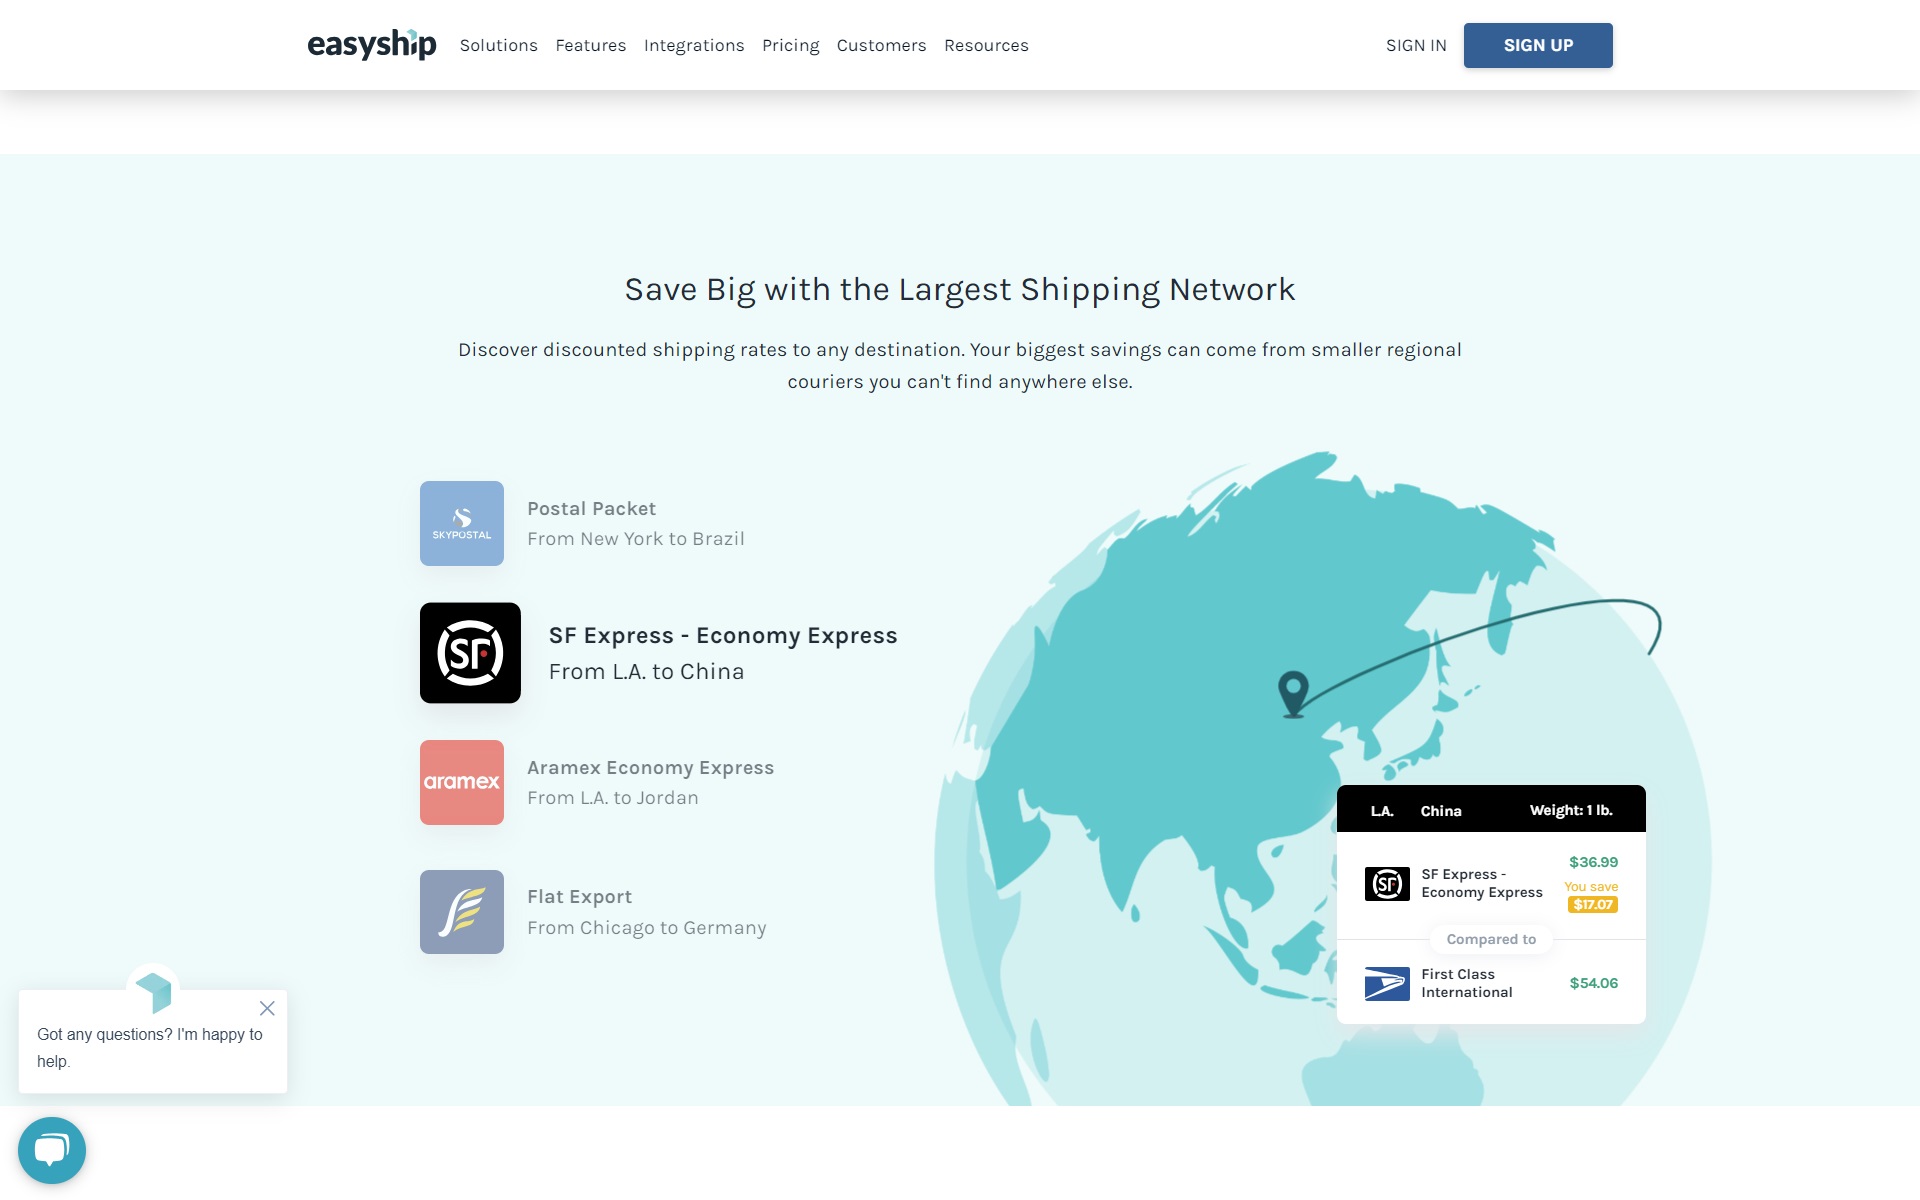 easyship Solutions Features Integrations Pricing Customers Resources SIGN IN SIGN UP
Save Big with the Largest Shipping Network
Discover discounted shipping rates to any destination. Your biggest savings can come from smaller regional
couriers you can't find anywhere else.
SKYPOSTAL
Postal Packet
From New York to Brazil
SF
SF Express - Economy Express
From L.A. to China
aramex
Aramex Economy Express
From L.A. to Jordan
Flat Export
From Chicago to Germany
L.A. China Weight: 1 lb.
SF
SF Express -
Economy Express
$36.99
You save
$17.07
Compared to
First Class
International
$54.06
Got any questions? I'm happy to
help.